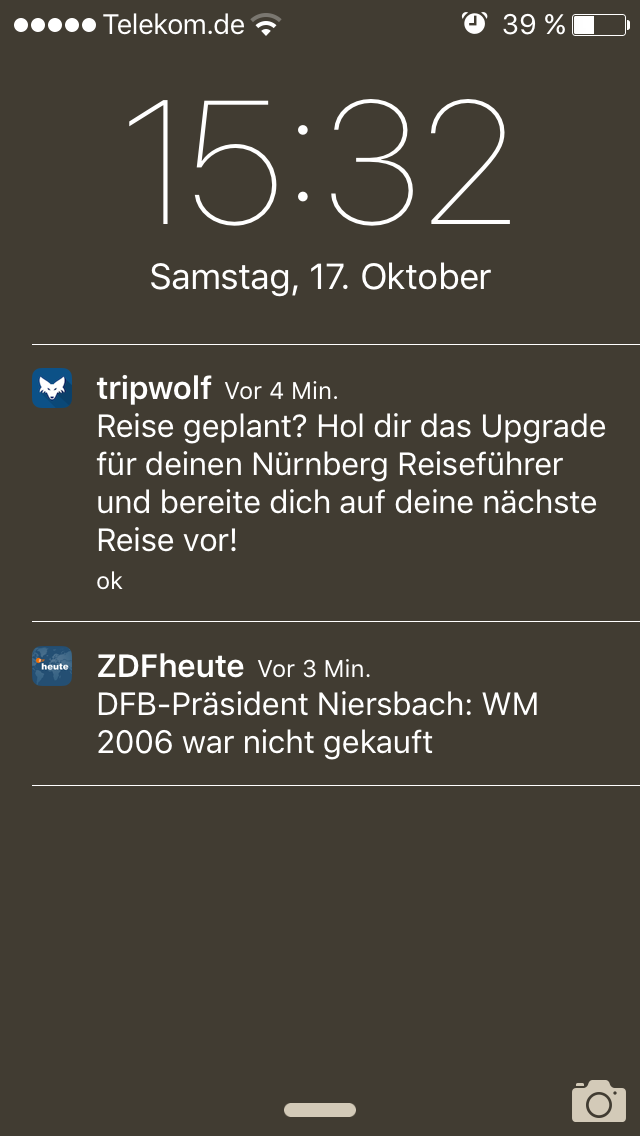 Telekom.de 39 %
15:32
Samstag, 17. Oktober
tripwolf Vor 4 Min.
Reise geplant? Hol dir das Upgrade
für deinen Nürnberg Reiseführer
und bereite dich auf deine nächste
Reise vor!
ok
heute
ZDFheute Vor 3 Min.
DFB-Präsident Niersbach: WM
2006 war nicht gekauft